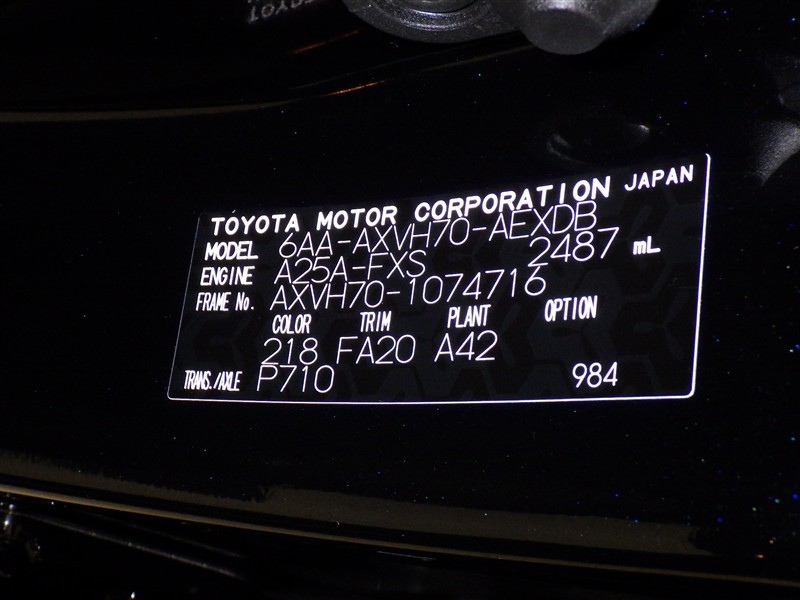 TOYOTA
TOYOTA MOTOR CORPORATION JAPAN
MODEL 6AA-AXVH70-AEXDB
ENGINE A25A-FXS 2487 mL
FRAME No. AXVH70-1074716
COLOR TRIM PLANT OPTION
218 FA20 A42
TRANS./AXLE P710 984